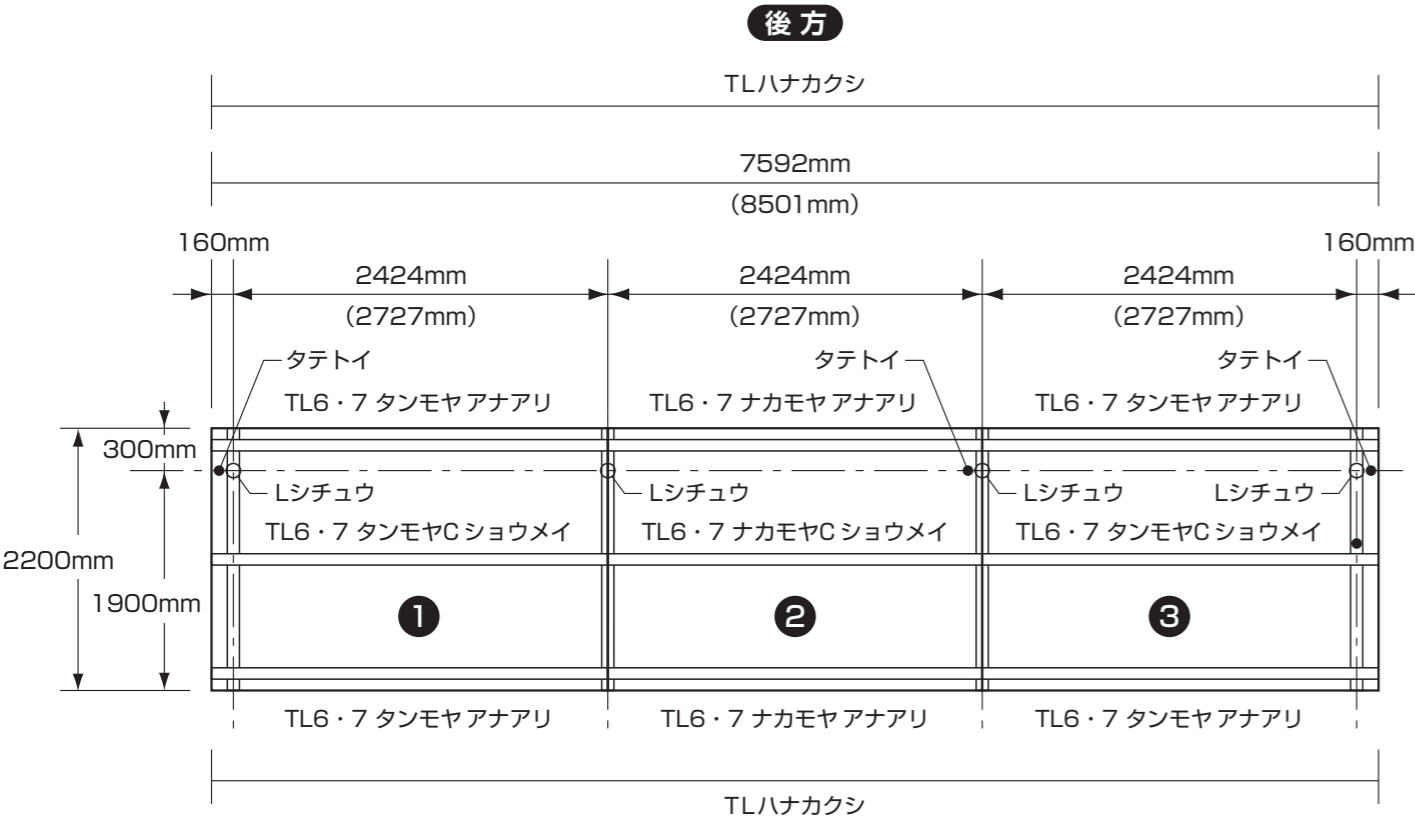 後方
TLハナカクシ
7592mm
(8501mm)
160mm
160mm
2424mm
2424mm
2424mm
(2727mm)
(2727mm)
(2727mm)
タテトイ
タテトイ
タテトイ
TL6・7 タンモヤ アナアリ
TL6・7 ナカモヤ アナアリ
TL6・7 タンモヤ アナアリ
300mm
Lシチュウ
Lシチュウ
Lシチュウ
Lシチュウ
TL6・7 タンモヤC ショウメイ
TL6・7 ナカモヤC ショウメイ
TL6・7 タンモヤC ショウメイ
2200mm
1900mm
1
2
3
TL6・7 タンモヤ アナアリ
TL6・7 ナカモヤ アナアリ
TL6・7 タンモヤ アナアリ
TLハナカクシ